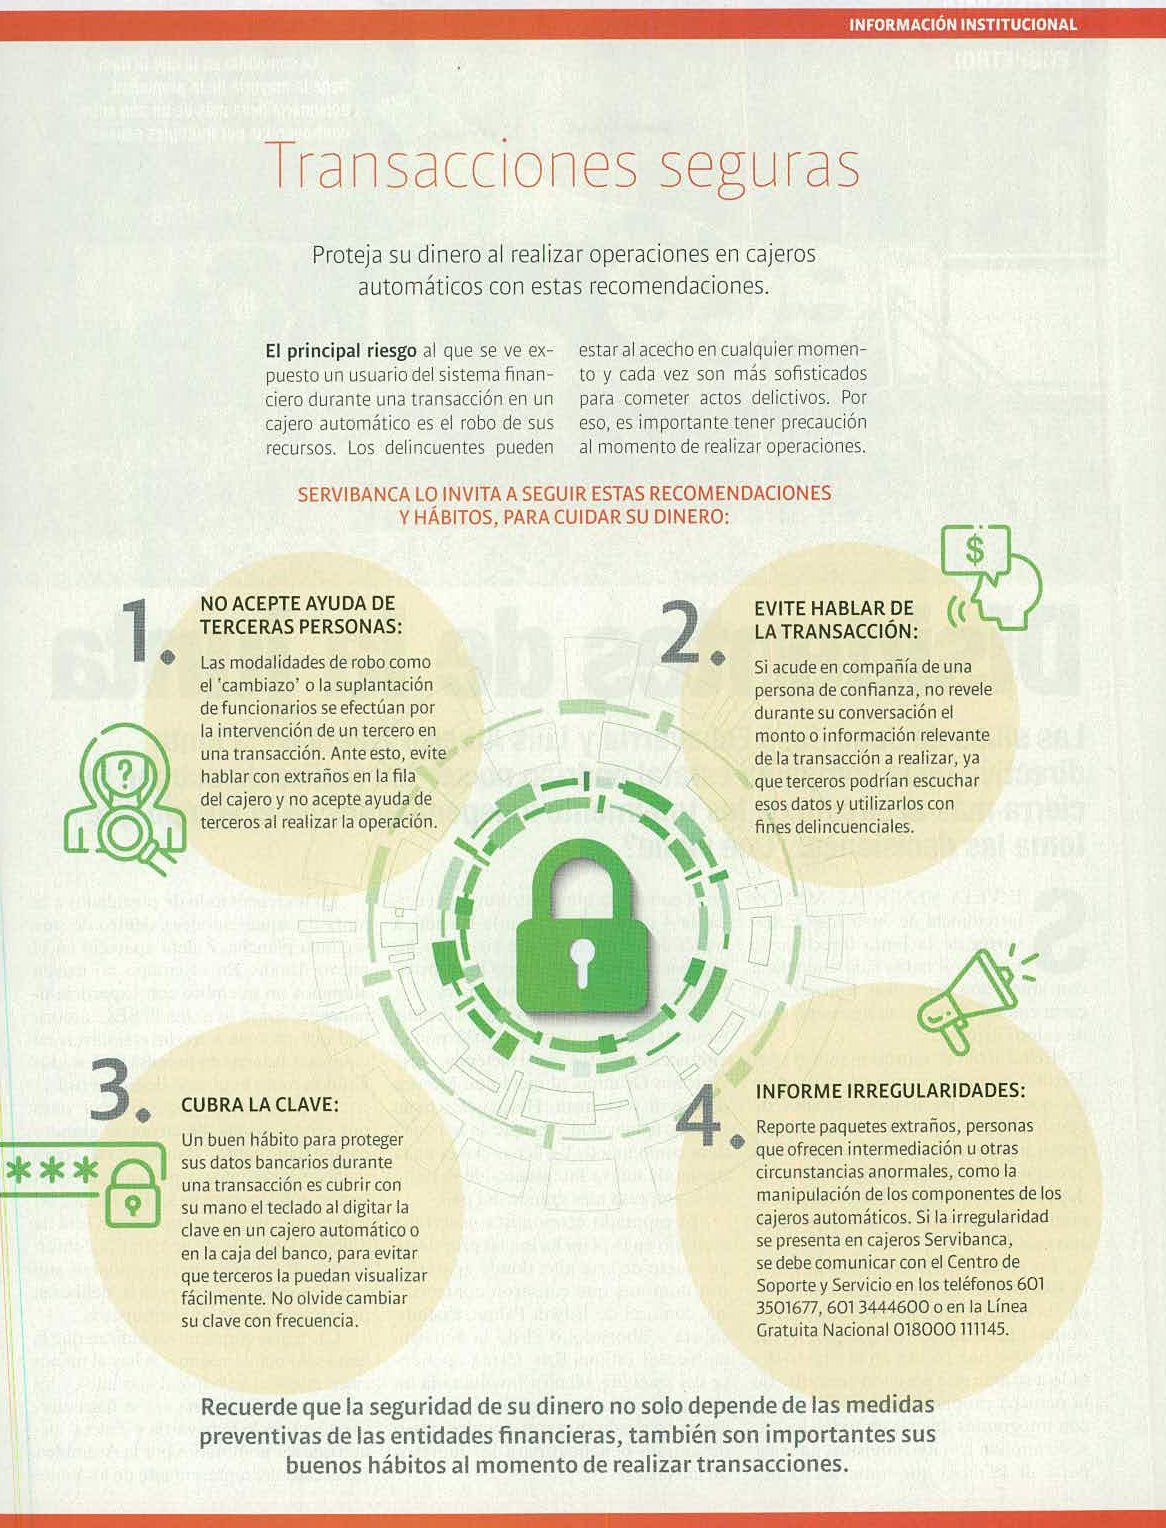 INFORMACIÓN INSTITUCIONAL
Transacciones seguras
Proteja su dinero al realizar operaciones en cajeros
automáticos con estas recomendaciones.
El principal riesgo al que se ve ex-
puesto un usuario del sistema finan-
ciero durante una transacción en un
cajero automático es el robo de sus
recursos. Los delincuentes pueden
estar al acecho en cualquier momen-
to y cada vez son más sofisticados
para cometer actos delictivos. Por
eso, es importante tener precaución
al momento de realizar operaciones.
SERVIBANCA LO INVITA A SEGUIR ESTAS RECOMENDACIONES
Y HÁBITOS, PARA CUIDAR SU DINERO:
1.
NO ACEPTE AYUDA DE
TERCERAS PERSONAS:
Las modalidades de robo como
el 'cambiazo' o la suplantación
de funcionarios se efectúan por
la intervención de un tercero en
una transacción. Ante esto, evite
hablar con extraños en la fila
del cajero y no acepte ayuda de
terceros al realizar la operación.
?
2.
EVITE HABLAR DE
LA TRANSACCIÓN:
$
Si acude en compañía de una
persona de confianza, no revele
durante su conversación el
monto o información relevante
de la transacción a realizar, ya
que terceros podrían escuchar
esos datos y utilizarlos con
fines delincuenciales.
3.
CUBRA LA CLAVE:
Un buen hábito para proteger
sus datos bancarios durante
una transacción es cubrir con
su mano el teclado al digitar la
clave en un cajero automático o
en la caja del banco, para evitar
que terceros la puedan visualizar
fácilmente. No olvide cambiar
su clave con frecuencia.
***
4.
INFORME IRREGULARIDADES:
Reporte paquetes extraños, personas
que ofrecen intermediación u otras
circunstancias anormales, como la
manipulación de los componentes de los
cajeros automáticos. Si la irregularidad
se presenta en cajeros Servibanca,
se debe comunicar con el Centro de
Soporte y Servicio en los teléfonos 601
3501677, 601 3444600 o en la Línea
Gratuita Nacional 018000 111145.
Recuerde que la seguridad de su dinero no solo depende de las medidas
preventivas de las entidades financieras, también son importantes sus
buenos hábitos al momento de realizar transacciones.